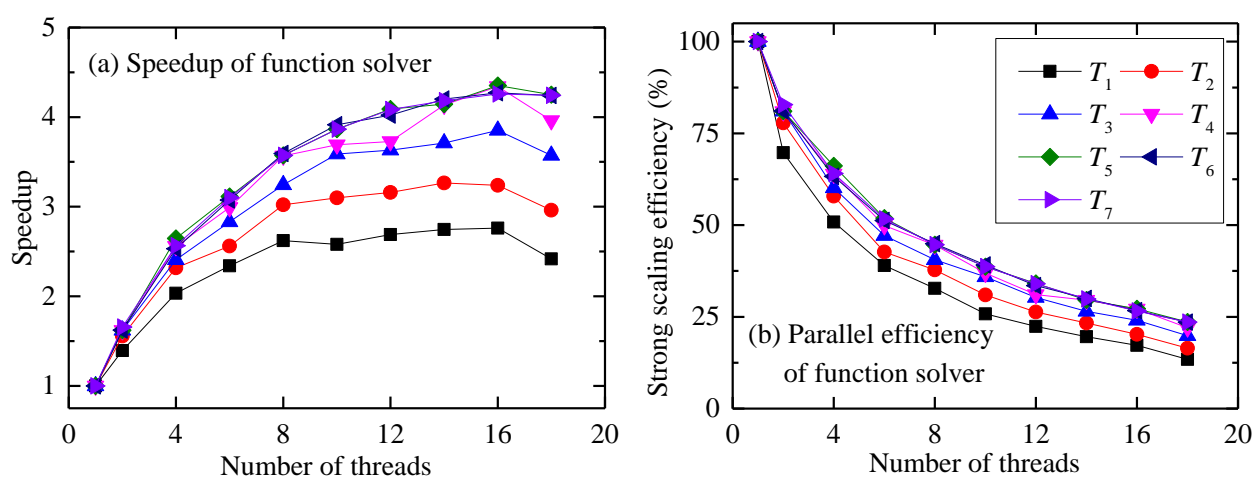 5
4
3
2
1
Speedup
(a) Speedup of function solver
0 4 8 12 16 20
Number of threads
100
75
50
25
0
Strong scaling efficiency (%)
T1 T2
T3 T4
T5 T6
T7
(b) Parallel efficiency
of function solver
0 4 8 12 16 20
Number of threads